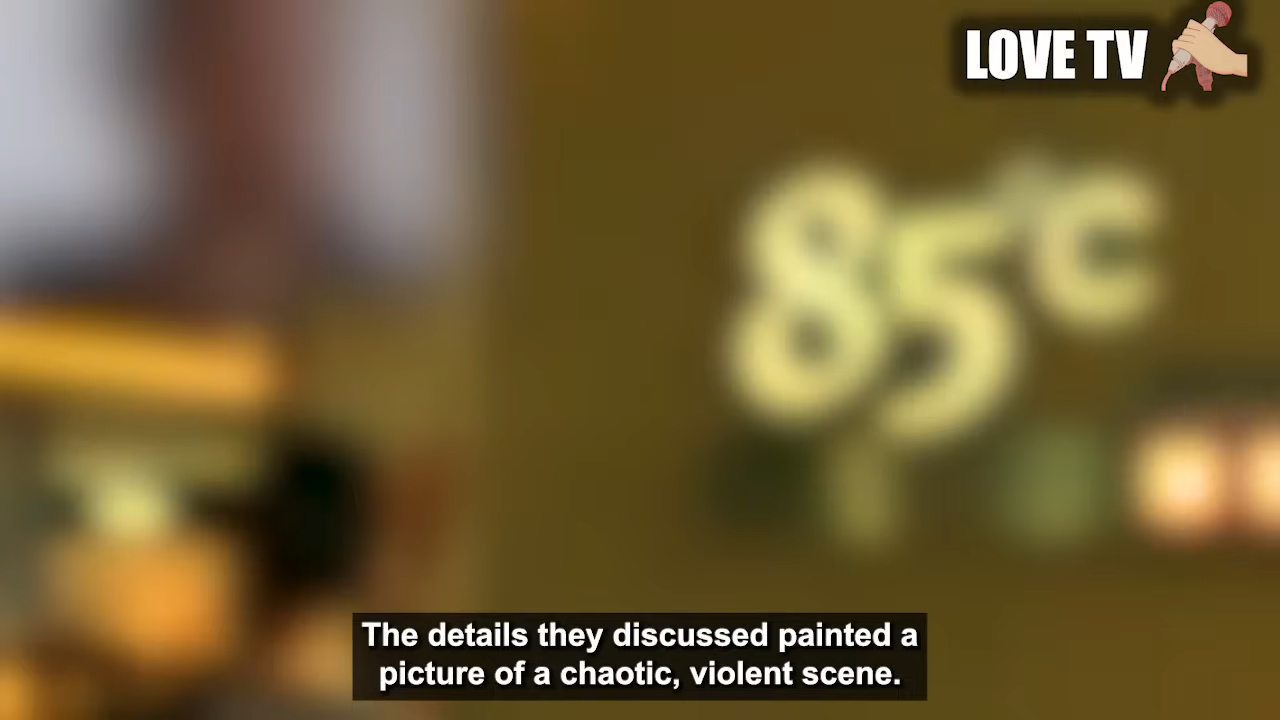 LOVE TV
85°C
The details they discussed painted a
picture of a chaotic, violent scene.